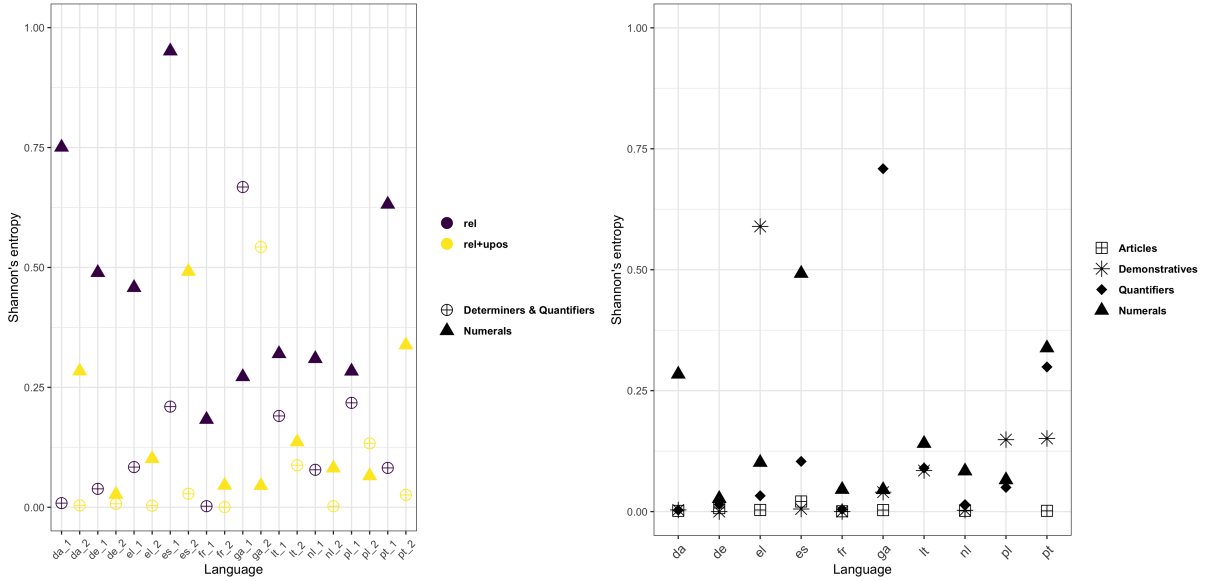 1.00
0.75
0.50
0.25
0.00
Shannon's entropy
da_1
da_2
de_1
de_2
el_1
el_2
es_1
es_2
fr_1
fr_2
ga_1
ga_2
lt_1
lt_2
nl_1
nl_2
pl_1
pl_2
pt_1
pt_2
Language
rel
rel+upos
Determiners & Quantifiers
Numerals
1.00
0.75
0.50
0.25
0.00
Shannon's entropy
da
de
el
es
fr
ga
lt
nl
pl
pt
Language
Articles
Demonstratives
Quantifiers
Numerals